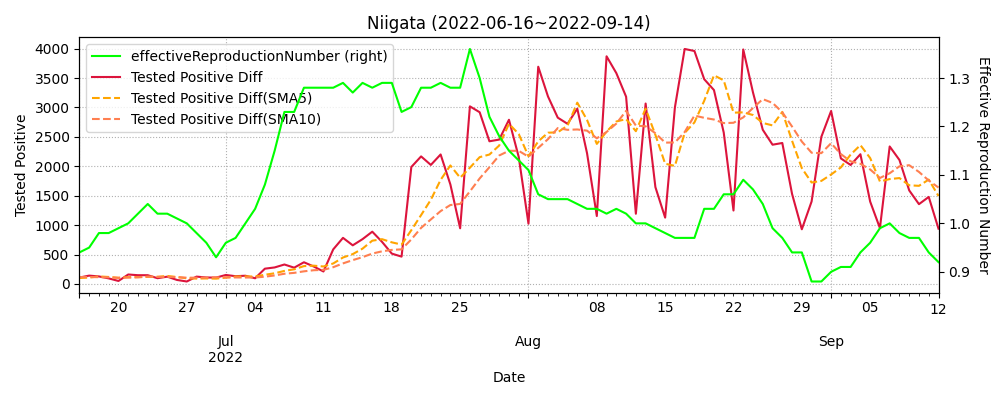 Niigata (2022-06-16~2022-09-14)
effectiveReproductionNumber (right)
Tested Positive Diff
Tested Positive Diff(SMA5)
Tested Positive Diff(SMA10)
Tested Positive
4000
3500
3000
2500
2000
1500
1000
500
0
1.3
1.2
1.1
1.0
0.9
Effective Reproduction Number
20 27 04 11 18 25 08 15 22 29 05 12
Jul Aug Sep
2022
Date